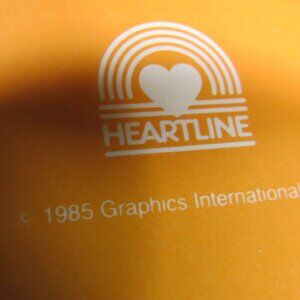 HEARTLINE
c 1985 Graphics International